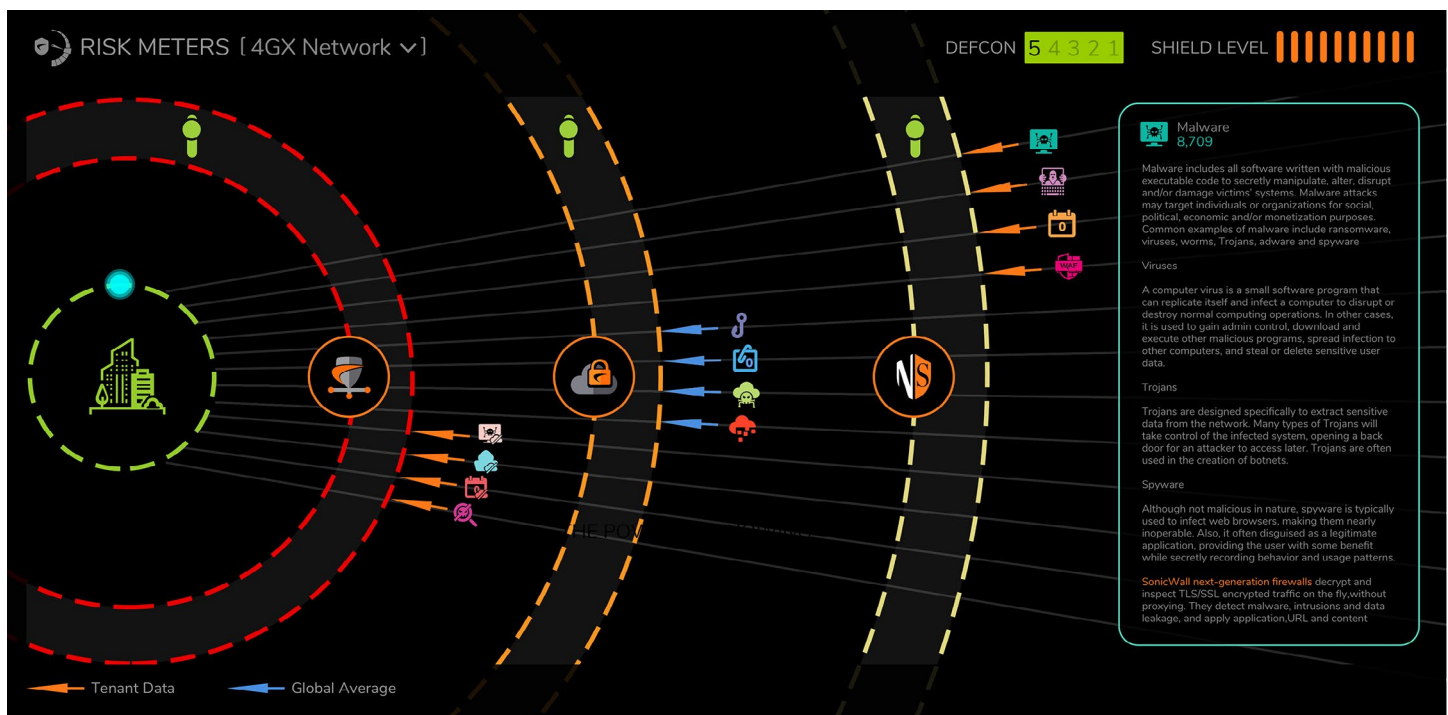 RISK METERS [ 4GX Network ]
DEFCON 5 4 3 2 1
SHIELD LEVEL
0
WAF
0
0
NS
THE POW
Malware
8,709
Malware includes all software written with malicious
executable code to secretly manipulate, alter, disrupt
and/or damage victims' systems. Malware attacks
may target individuals or organizations for social,
political, economic and/or monetization purposes.
Common examples of malware include ransomware,
viruses, worms, Trojans, adware and spyware
Viruses
A computer virus is a small software program that
can replicate itself and infect a computer to disrupt or
destroy normal computing operations. In other cases,
it is used to gain admin control, download and
execute other malicious programs, spread infection to
other computers, and steal or delete sensitive user
data.
Trojans
Trojans are designed specifically to extract sensitive
data from the network. Many types of Trojans will
take control of the infected system, opening a back
door for an attacker to access later. Trojans are often
used in the creation of botnets.
Spyware
Although not malicious in nature, spyware is typically
used to infect web browsers, making them nearly
inoperable. Also, it often disguised as a legitimate
application, providing the user with some benefit
while secretly recording behavior and usage patterns.
SonicWall next-generation firewalls decrypt and
inspect TLS/SSL encrypted traffic on the fly,without
proxying. They detect malware, intrusions and data
leakage, and apply application,URL and content
Tenant Data
Global Average